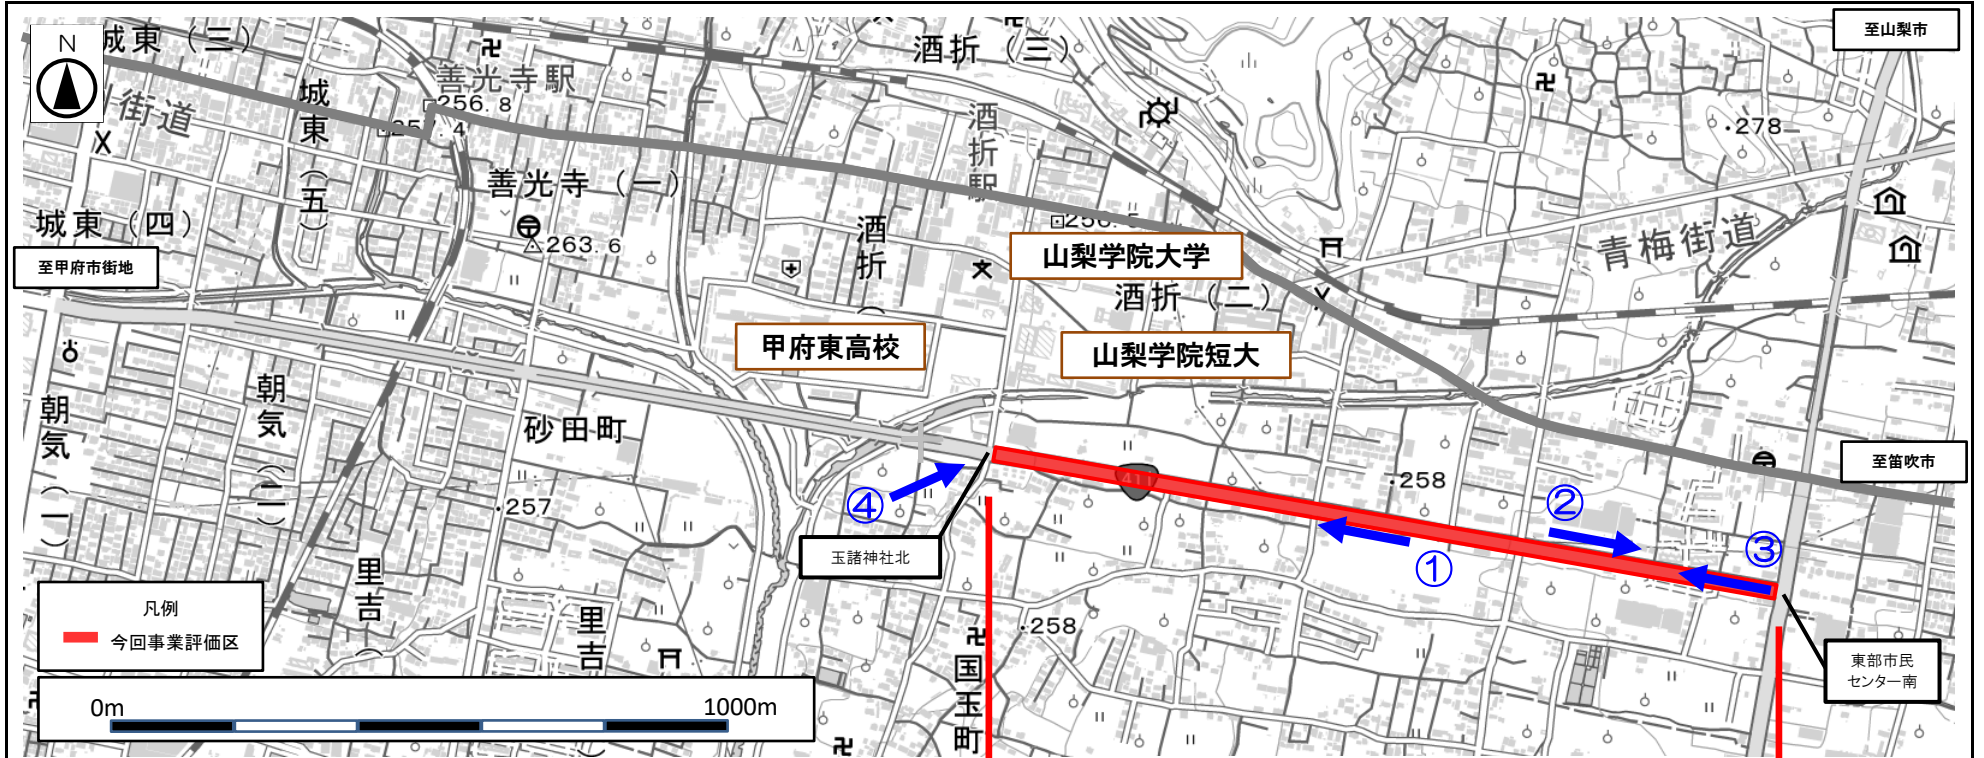 N
城東（三）
善光寺駅
256.8
街道
城東（五）
善光寺（一）
263.6
城東（四）
至甲府市街地
酒折（三）
酒折駅
酒折
山梨学院大学
酒折（二）
甲府東高校
山梨学院短大
278
至山梨市
青梅街道
至笛吹市
朝気（一）
朝気（二）
砂田町
257
411
258
④
②
①
③
玉諸神社北
里吉
里吉
258
国玉町
東部市民
センター南
凡例
今回事業評価区
0m
1000m